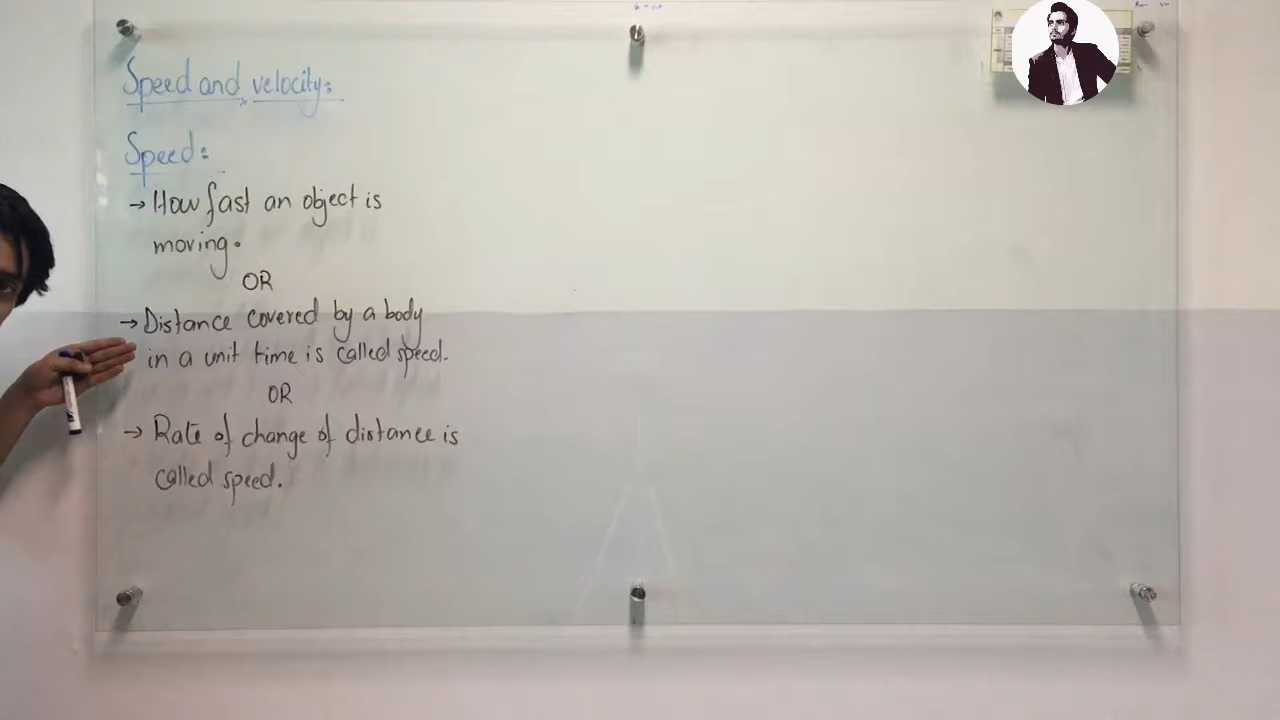 Speed and velocity:
Speed:
→ How fast an object is
moving.
OR
→ Distance covered by a body
in a unit time is called speed.
OR
→ Rate of change of distance is
called speed.